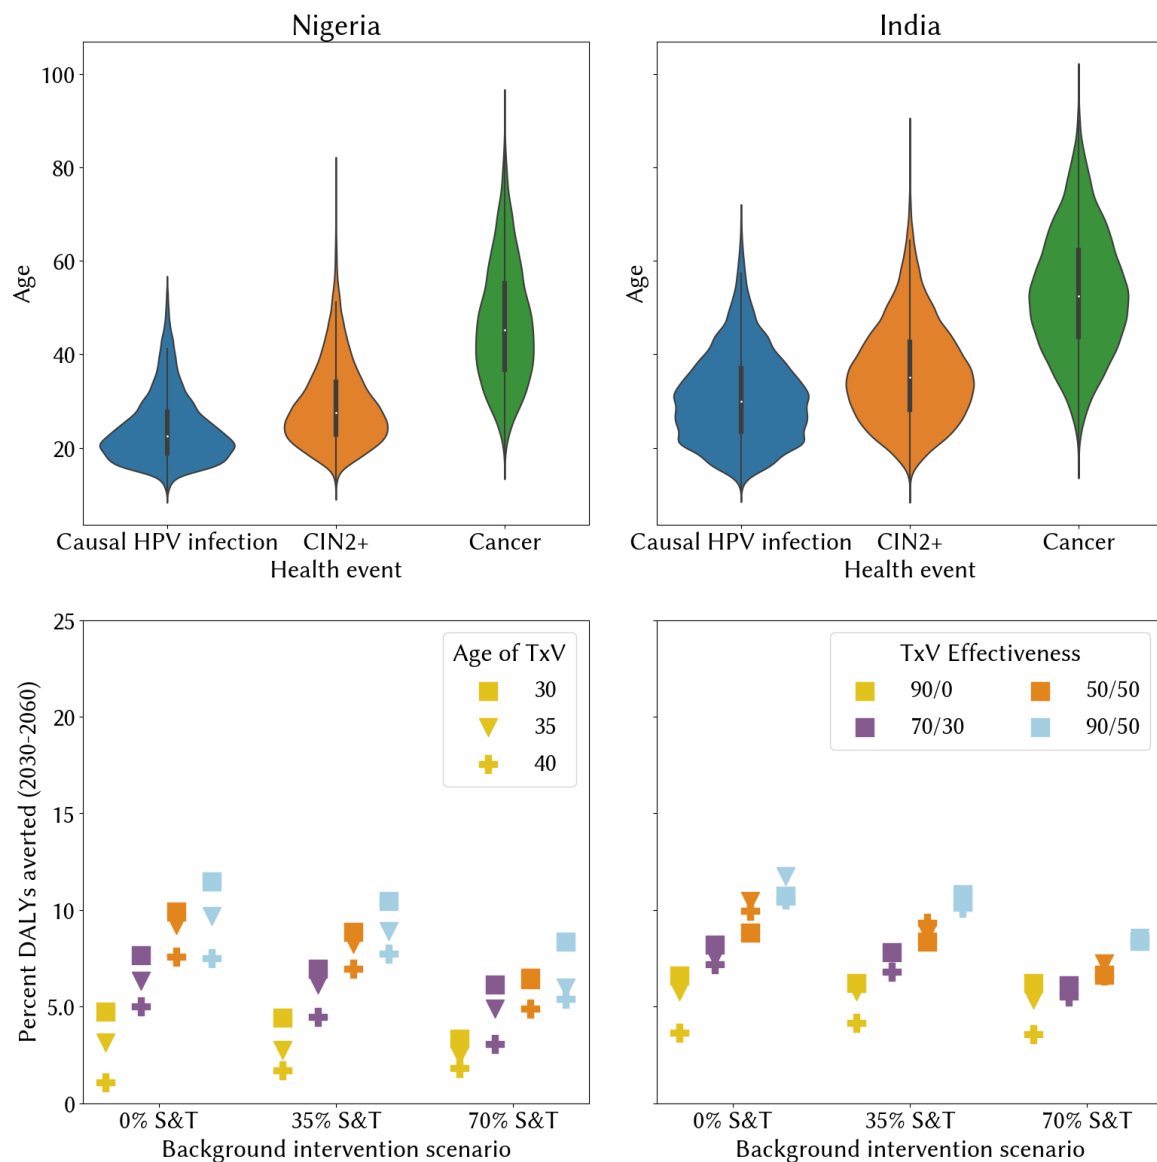 Nigeria
India
100
80
60
40
20
Age
Age
Causal HPV infection
CIN2+
Cancer
Health event
Causal HPV infection
CIN2+
Cancer
Health event
25
20
15
10
5.0
0
Percent DALYs averted (2030-2060)
Age of TxV
30
35
40
TxV Effectiveness
90/0
50/50
70/30
90/50
0% S&T
35% S&T
70% S&T
Background intervention scenario
0% S&T
35% S&T
70% S&T
Background intervention scenario